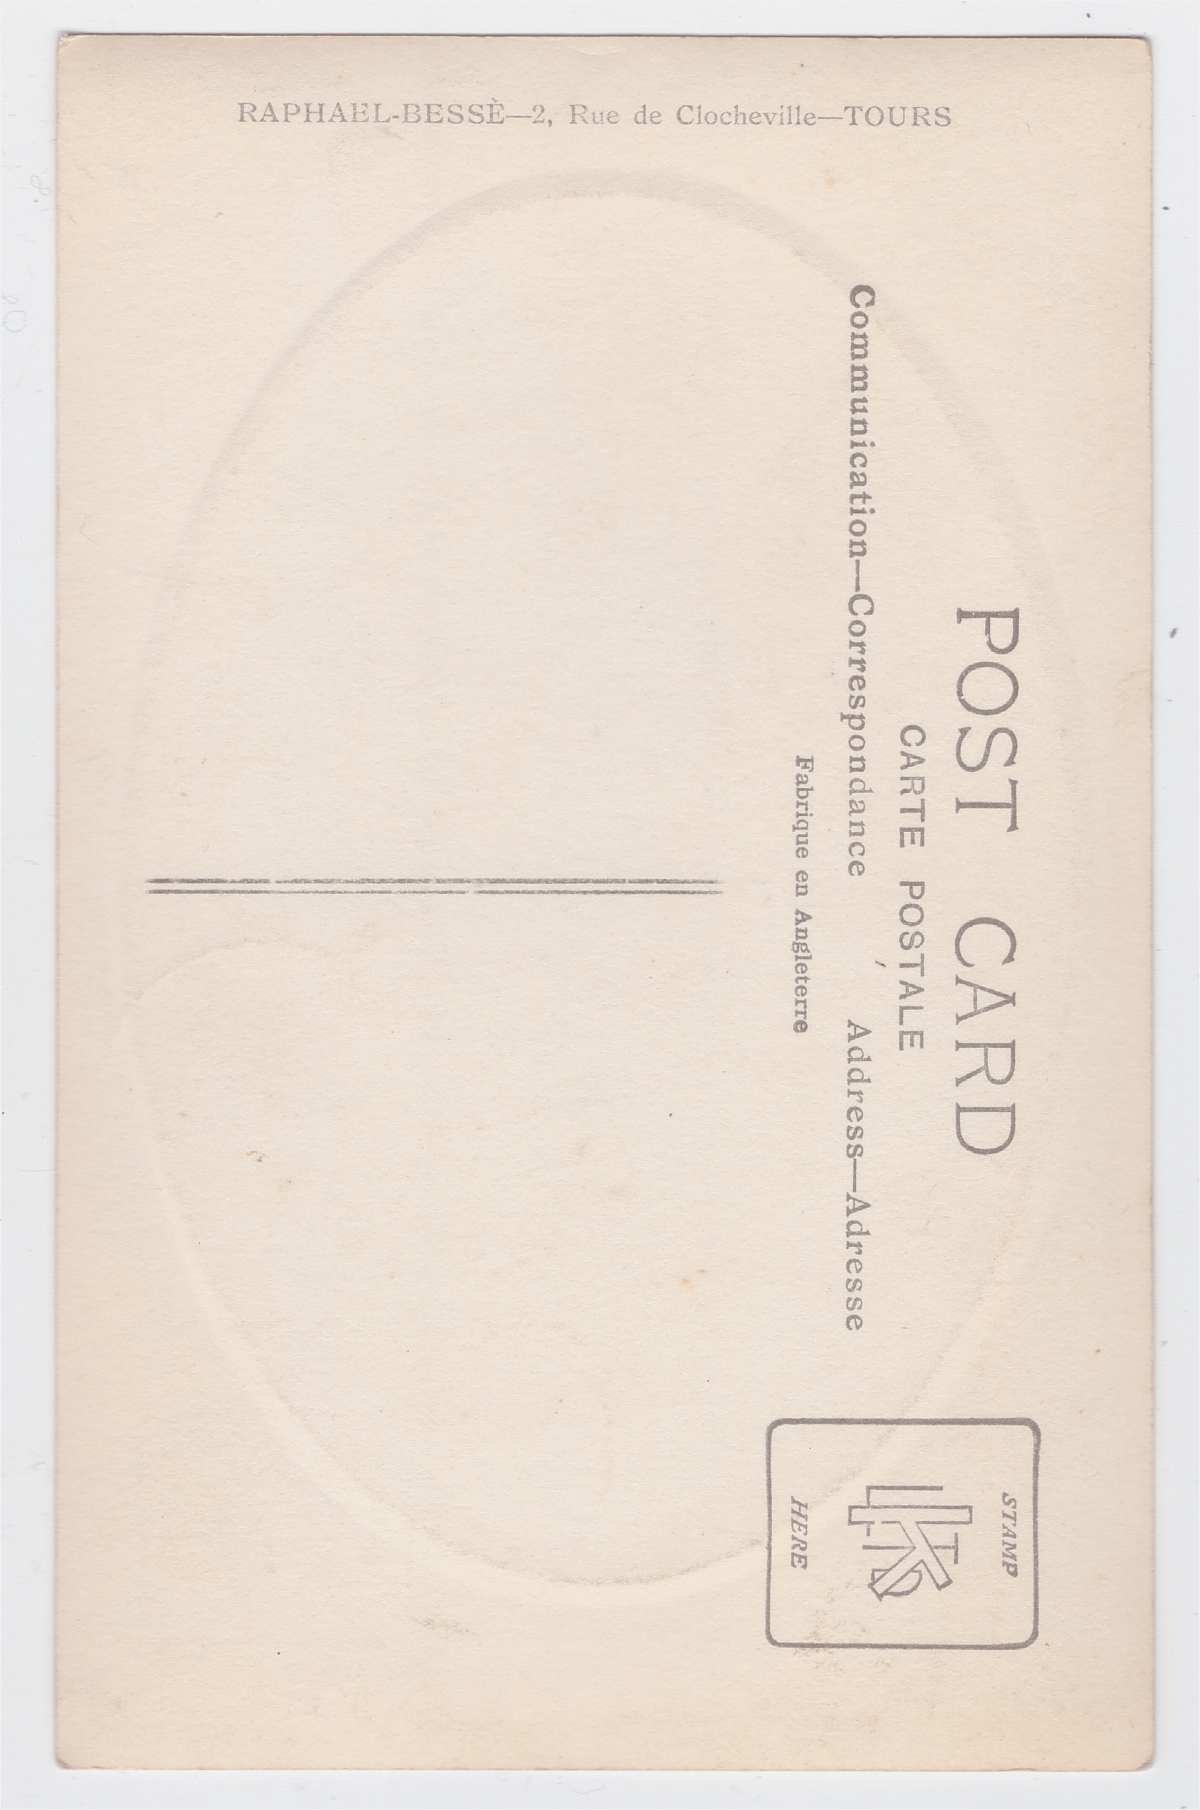 RAPHAEL-BESSÈ—2, Rue de Clocheville—TOURS
POST CARD
CARTE POSTALE
Communication—Correspondance Address—Adresse
Fabrique en Angleterre
STAMP
HERE